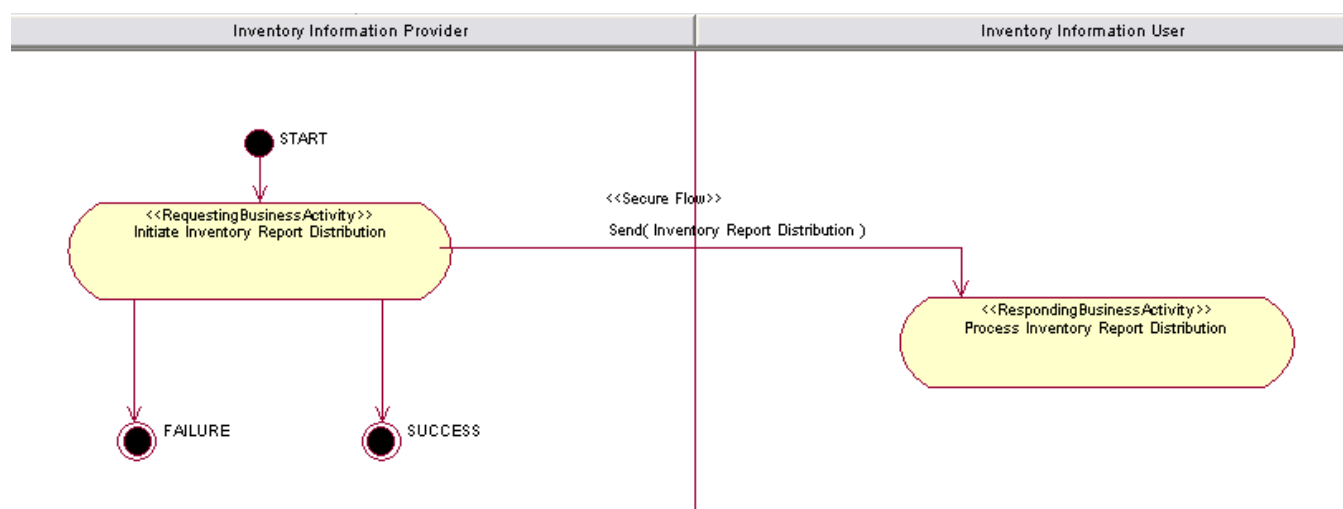 Inventory Information Provider
Inventory Information User
START
<<Secure Flow>>
<<RequestingBusinessActivity>>
Initiate Inventory Report Distribution
Send( Inventory Report Distribution )
<<RespondingBusinessActivity>>
Process Inventory Report Distribution
FAILURE
SUCCESS